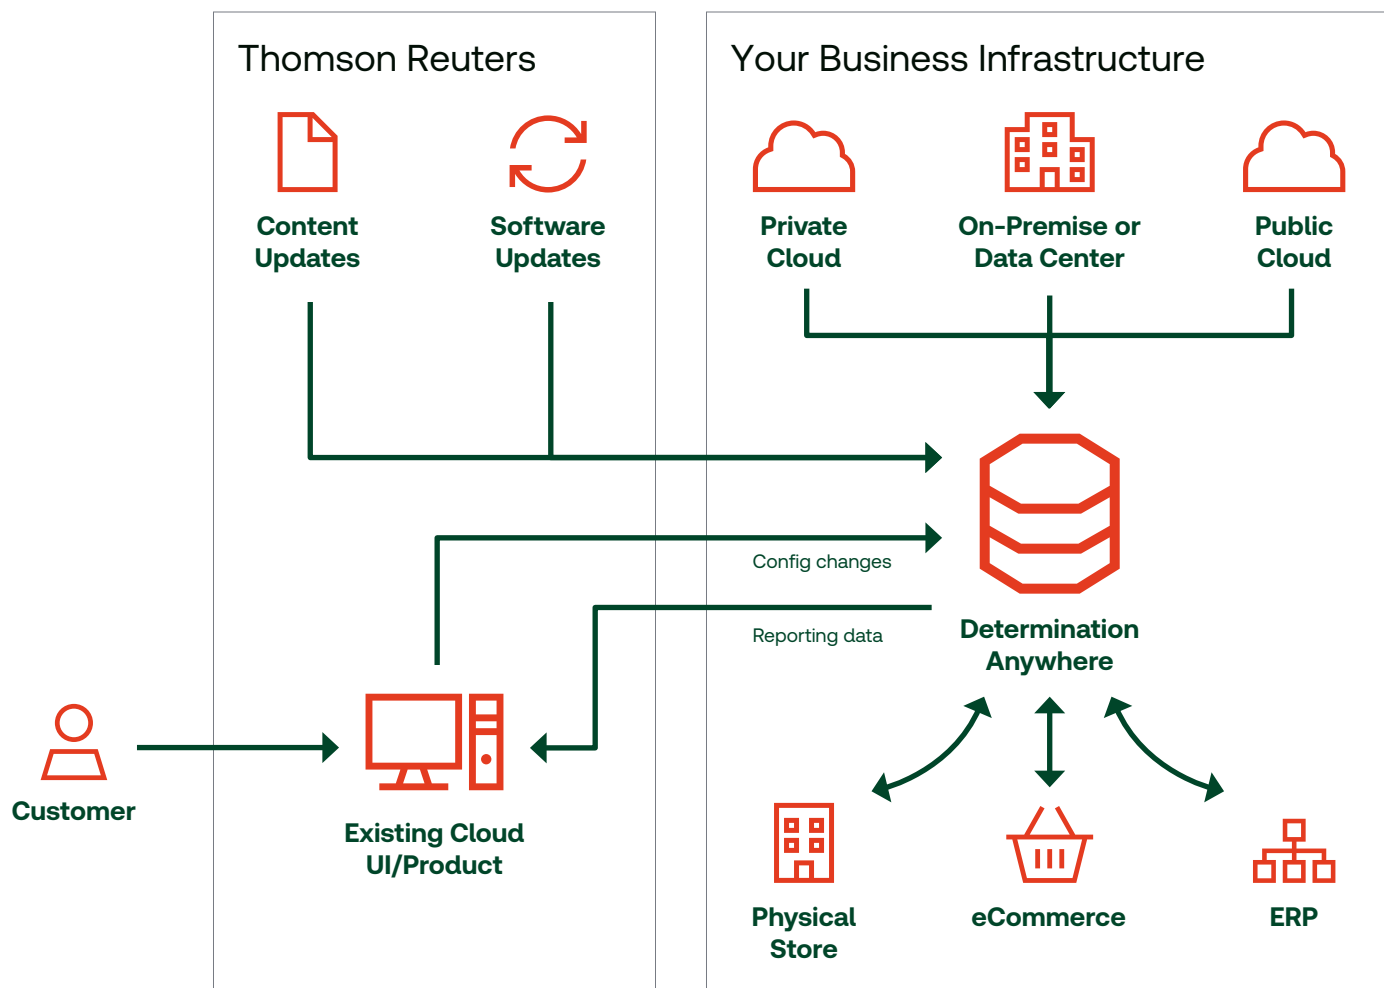 Thomson Reuters
Content
Updates
Software
Updates
Your Business Infrastructure
Private
Cloud
On-Premise or
Data Center
Public
Cloud
Config changes
Reporting data
Determination
Anywhere
Customer
Existing Cloud
UI/Product
Physical
Store
eCommerce
ERP